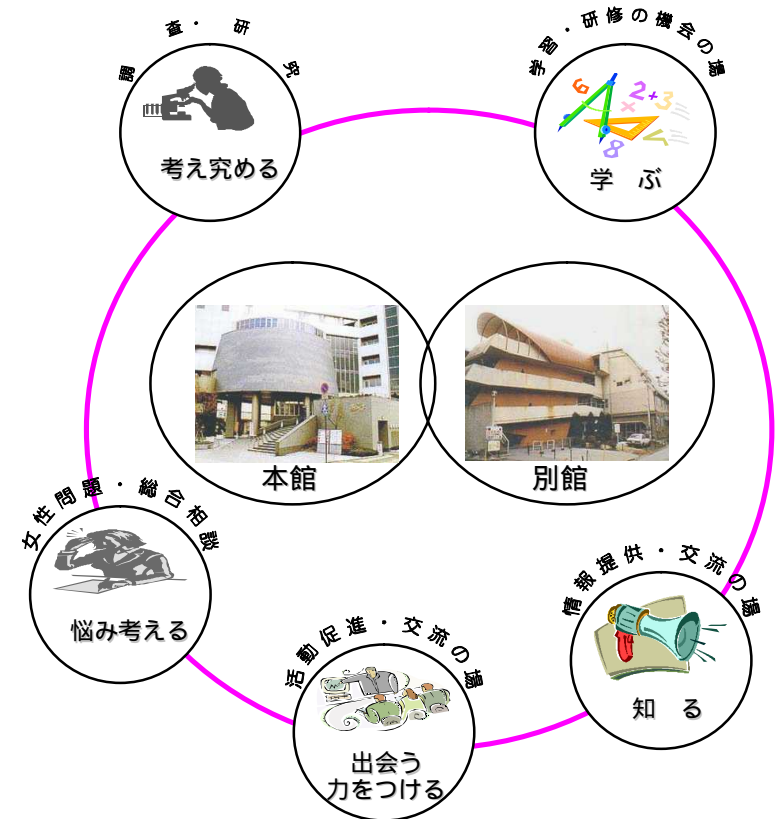 調査・研究
考え究める
学習・研修の機会の場
学　ぶ
本館
別館
女性問題・総合相談
悩み考える
情報提供・交流の場
知　る
活動促進・交流の場
出会う
力をつける